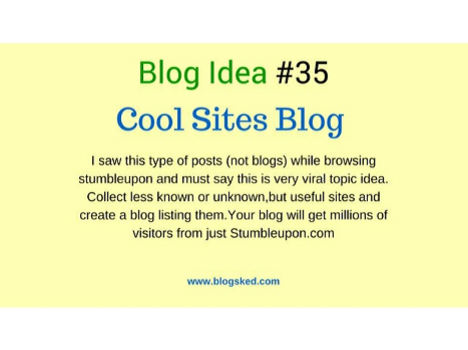 Blog Idea #35
Cool Sites Blog
I saw this type of posts (not blogs) while browsing
stumbleupon and must say this is very viral topic idea.
Collect less known or unknown,but useful sites and
create a blog listing them.Your blog will get millions of
visitors from just Stumbleupon.com
www.blogsked.com